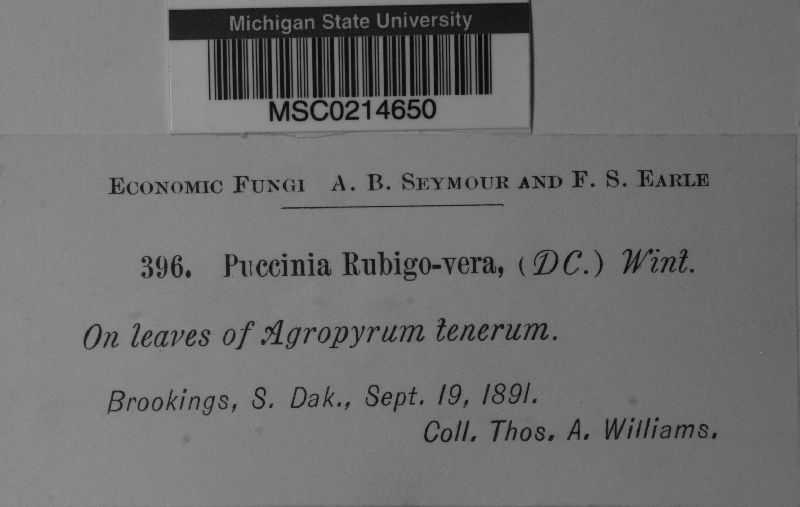 Michigan State University
MSC0214650
Economic Fungi A. B. Seymour and F. S. Earle
396. Puccinia Rubigo-vera, (DC.) Wint.
On leaves of Agropyrum tenerum.
Brookings, S. Dak., Sept. 19, 1891.
Coll. Thos. A. Williams.